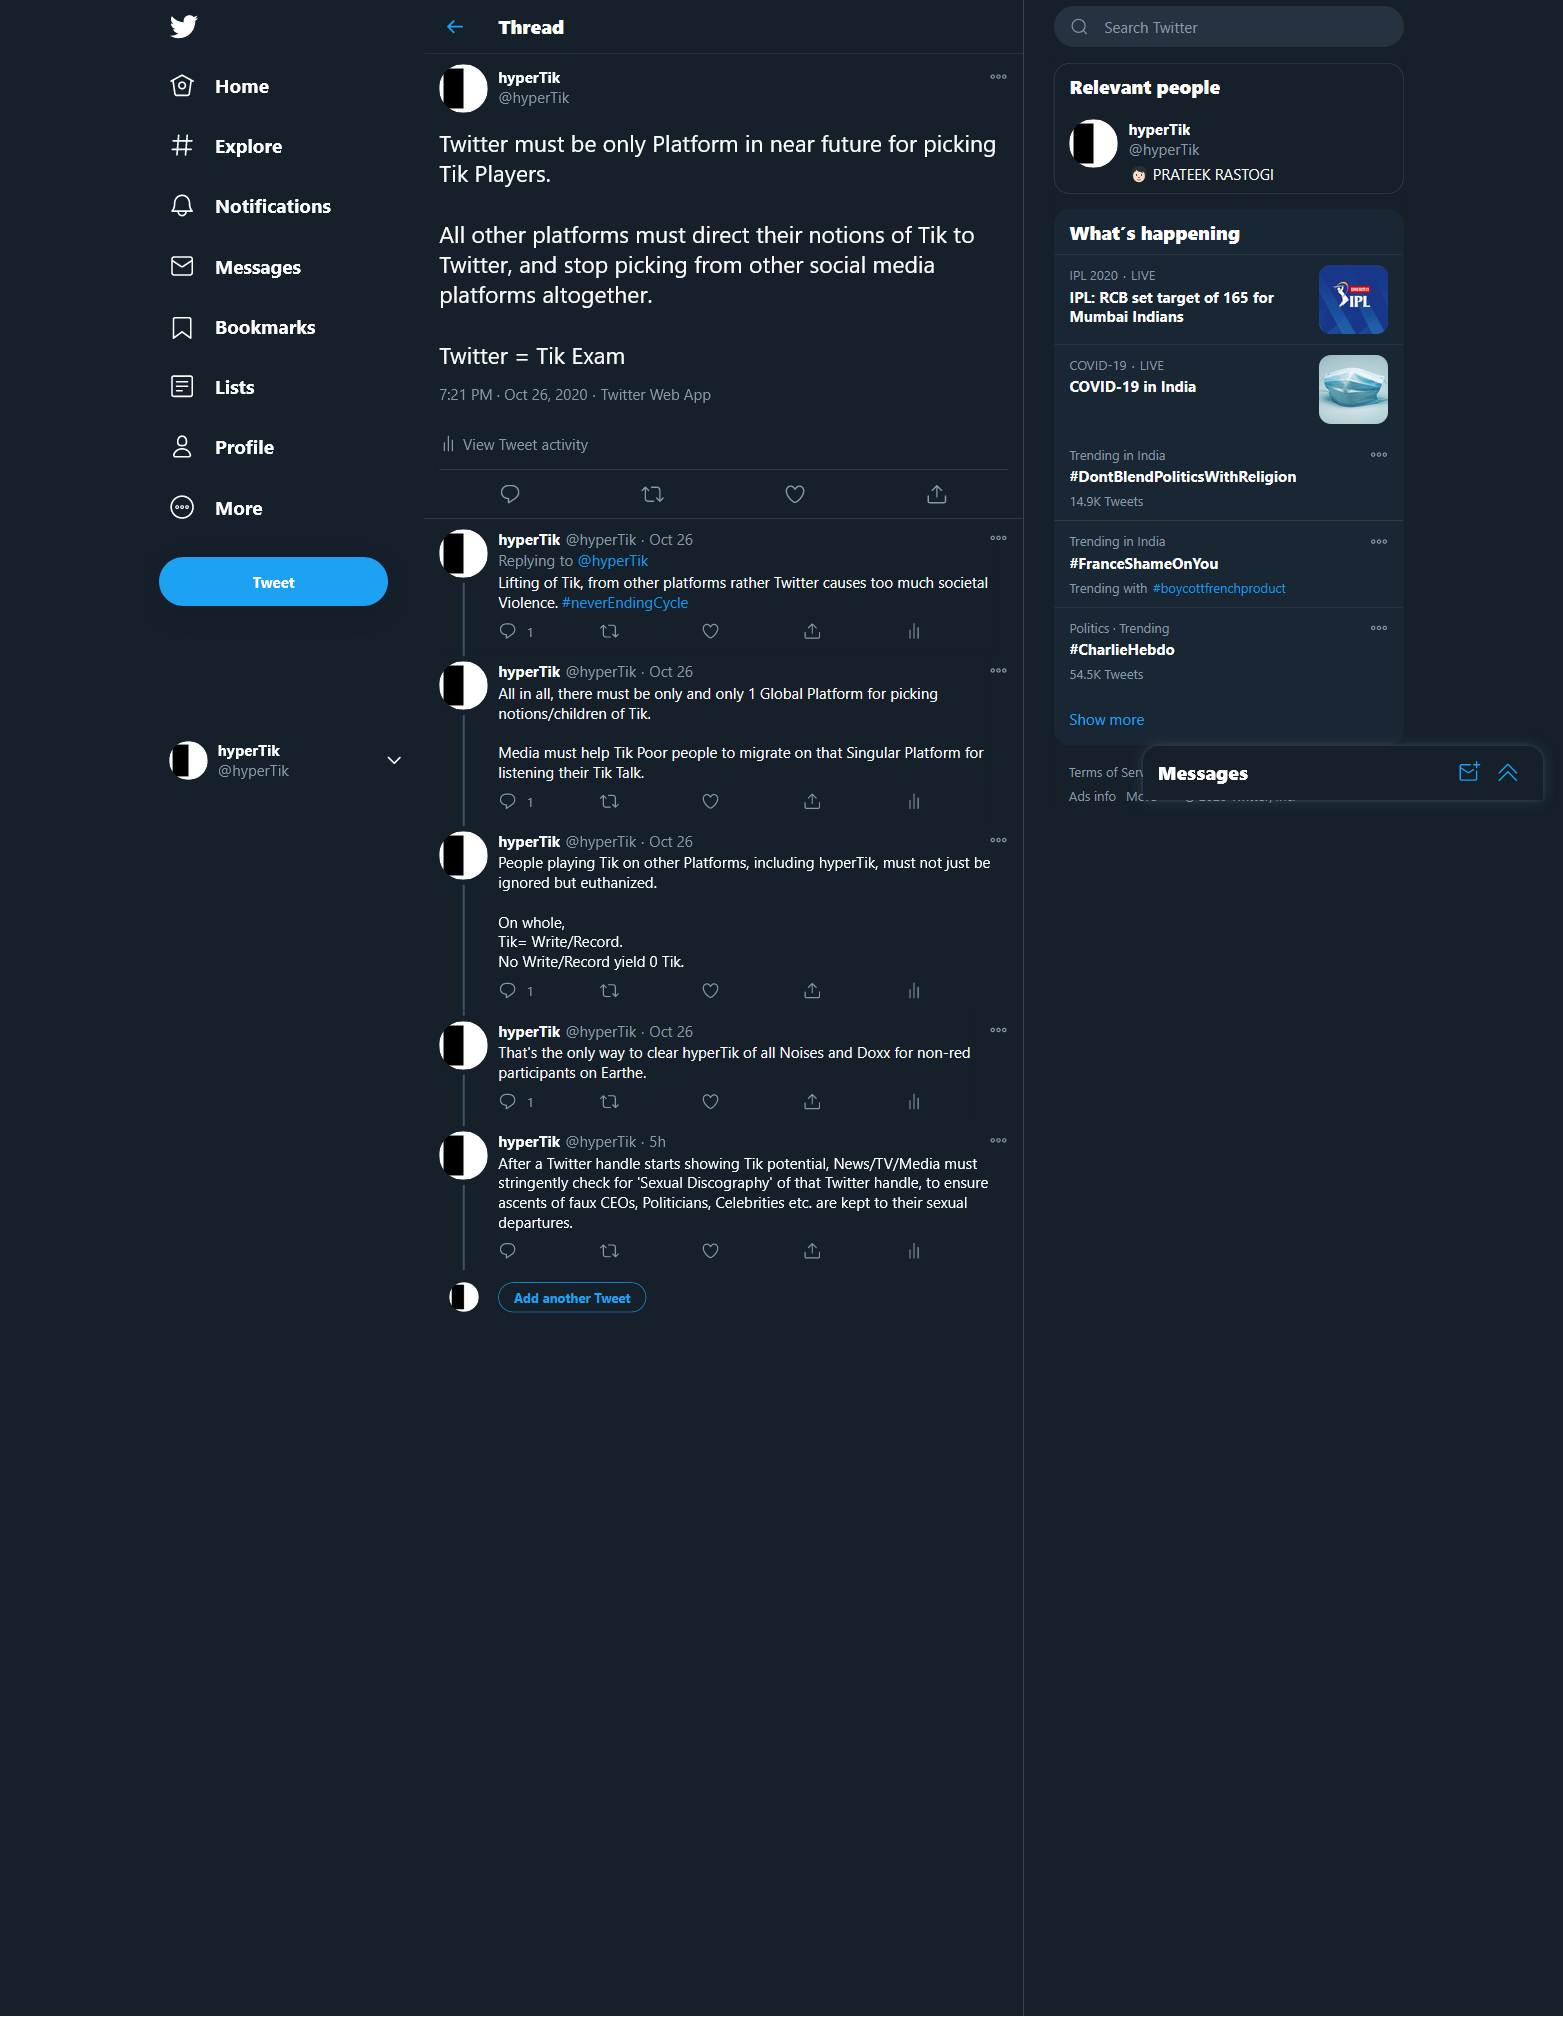 Home
Explore
Notifications
Messages
Bookmarks
Lists
Profile
More
Tweet
hyperTik
@hyperTik
Thread
hyperTik
@hyperTik
Twitter must be only Platform in near future for picking
Tik Players.
All other platforms must direct their notions of Tik to
Twitter, and stop picking from other social media
platforms altogether.
Twitter = Tik Exam
7:21 PM · Oct 26, 2020 · Twitter Web App
View Tweet activity
hyperTik @hyperTik · Oct 26
Replying to @hyperTik
Lifting of Tik, from other platforms rather Twitter causes too much societal
Violence. #neverEndingCycle
1
hyperTik @hyperTik · Oct 26
All in all, there must be only and only 1 Global Platform for picking
notions/children of Tik.
Media must help Tik Poor people to migrate on that Singular Platform for
listening their Tik Talk.
1
hyperTik @hyperTik · Oct 26
People playing Tik on other Platforms, including hyperTik, must not just be
ignored but euthanized.
On whole,
Tik= Write/Record.
No Write/Record yield 0 Tik.
1
hyperTik @hyperTik · Oct 26
That's the only way to clear hyperTik of all Noises and Doxx for non-red
participants on Earthe.
1
hyperTik @hyperTik · 5h
After a Twitter handle starts showing Tik potential, News/TV/Media must
stringently check for 'Sexual Discography' of that Twitter handle, to ensure
ascents of faux CEOs, Politicians, Celebrities etc. are kept to their sexual
departures.
Add another Tweet
Search Twitter
Relevant people
hyperTik
@hyperTik
PRATEEK RASTOGI
What's happening
IPL 2020 · LIVE
IPL: RCB set target of 165 for
Mumbai Indians
IPL
COVID-19 · LIVE
COVID-19 in India
Trending in India
#DontBlendPoliticsWithReligion
14.9K Tweets
Trending in India
#FranceShameOnYou
Trending with #boycottfrenchproduct
Politics · Trending
#CharlieHebdo
54.5K Tweets
Show more
Terms of
Ads info
Messages